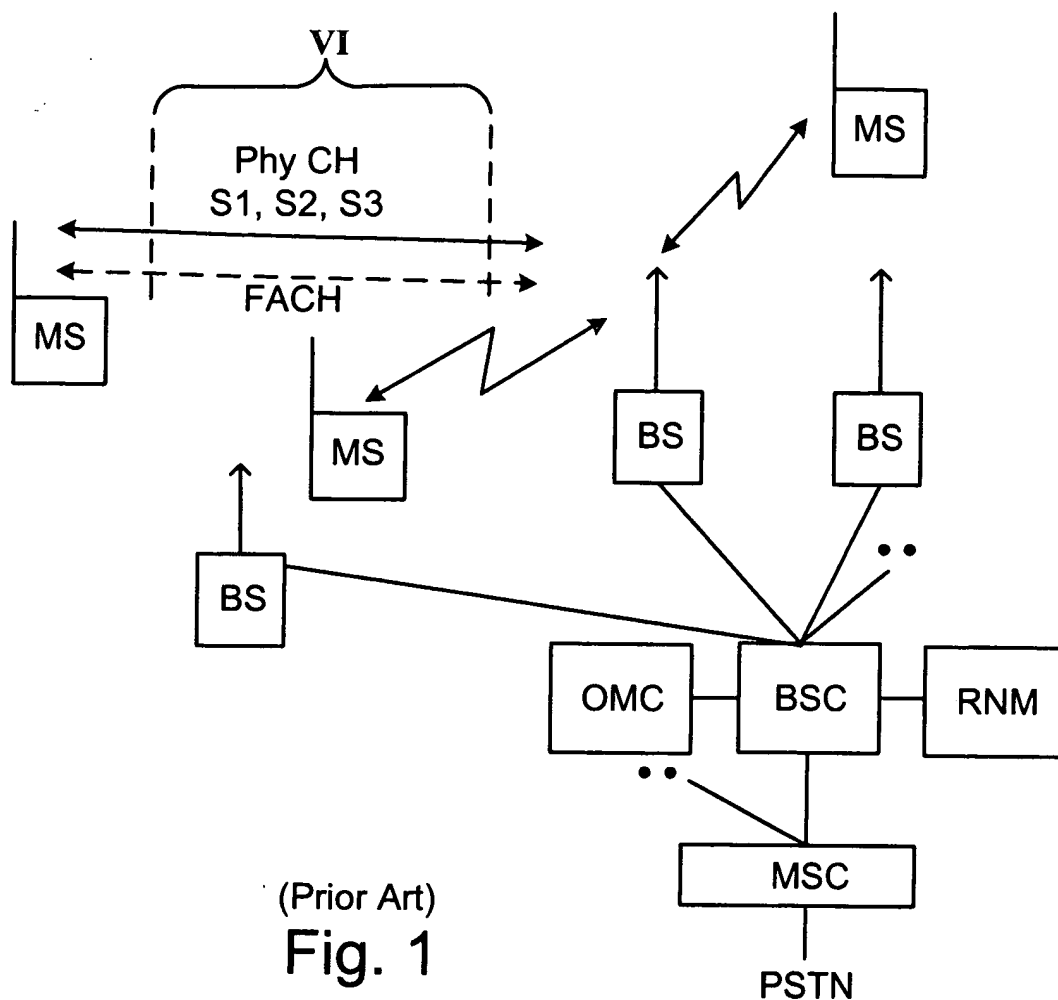 VI
MS
Phy CH
S1, S2, S3
FACH
MS
MS
BS
BS
BS
OMC
BSC
RNM
MSC
(Prior Art)
Fig. 1
PSTN